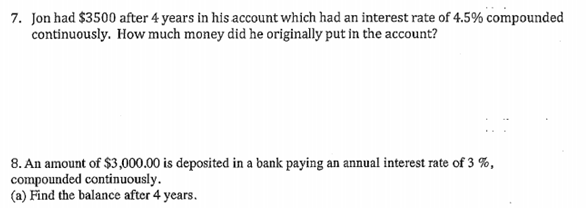 7. Jon had $3500 after 4 years in his account which had an interest rate of 4.5% compounded
continuously. How much money did he originally put in the account?
8. An amount of $3,000.00 is deposited in a bank paying an annual interest rate of 3 %,
compounded continuously.
(a) Find the balance after 4 years.